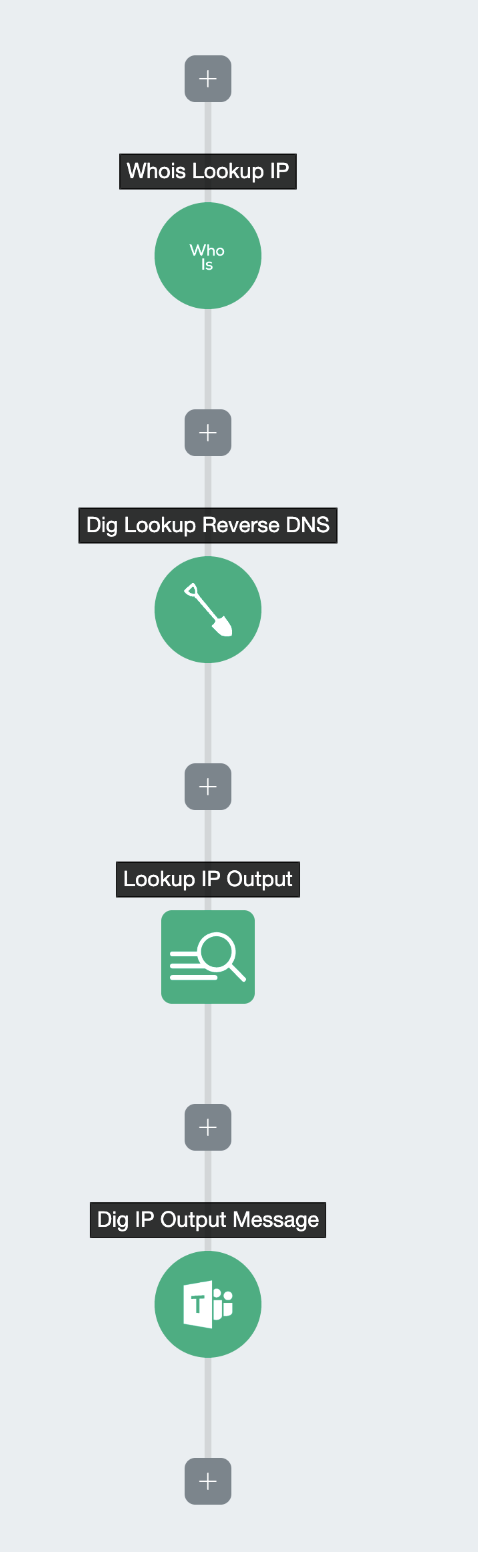 Whois Lookup IP
Who
Is
Dig Lookup Reverse DNS
Lookup IP Output
Dig IP Output Message
T